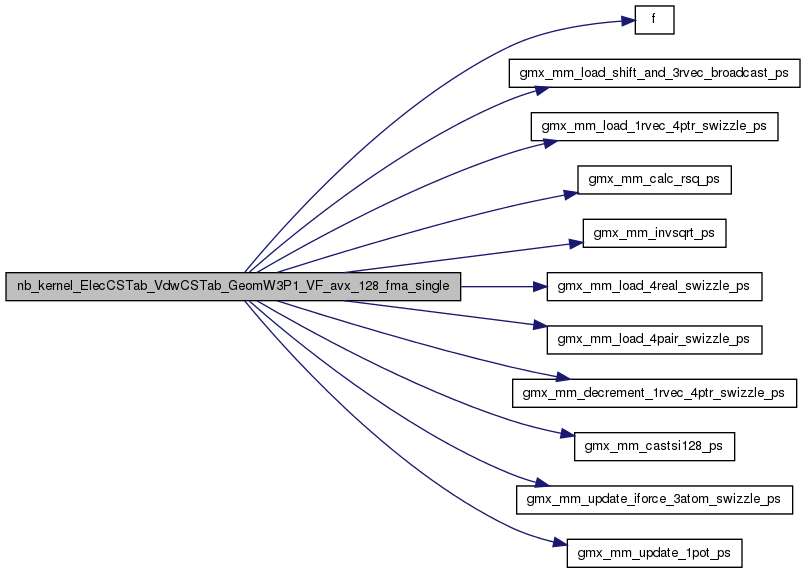 f
gmx_mm_load_shift_and_3rvec_broadcast_ps
gmx_mm_load_1rvec_4ptr_swizzle_ps
gmx_mm_calc_rsq_ps
gmx_mm_invsqrt_ps
nb_kernel_ElecCSTab_VdwCSTab_GeomW3P1_VF_avx_128_fma_single
gmx_mm_load_4real_swizzle_ps
gmx_mm_load_4pair_swizzle_ps
gmx_mm_decrement_1rvec_4ptr_swizzle_ps
gmx_mm_castsi128_ps
gmx_mm_update_iforce_3atom_swizzle_ps
gmx_mm_update_1pot_ps